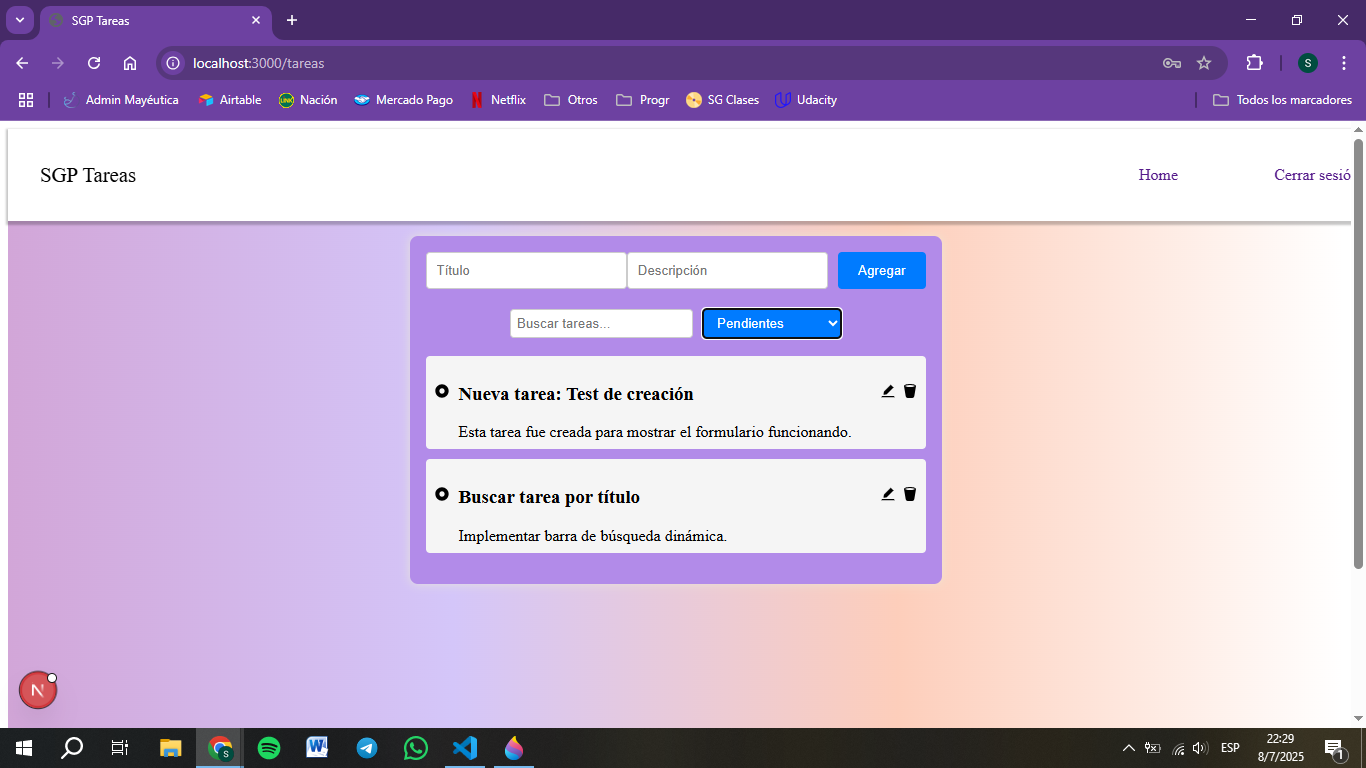 SGP Tareas
localhost:3000/tareas
S
Admin Mayéutica Airtable Nación Mercado Pago Netflix Otros Progr SG Clases Udacity Todos los marcadores
SGP Tareas Home Cerrar sesió
Título Descripción Agregar
Buscar tareas... Pendientes
Nueva tarea: Test de creación
Esta tarea fue creada para mostrar el formulario funcionando.
Buscar tarea por título
Implementar barra de búsqueda dinámica.
N
ESP
22:29
8/7/2025
1